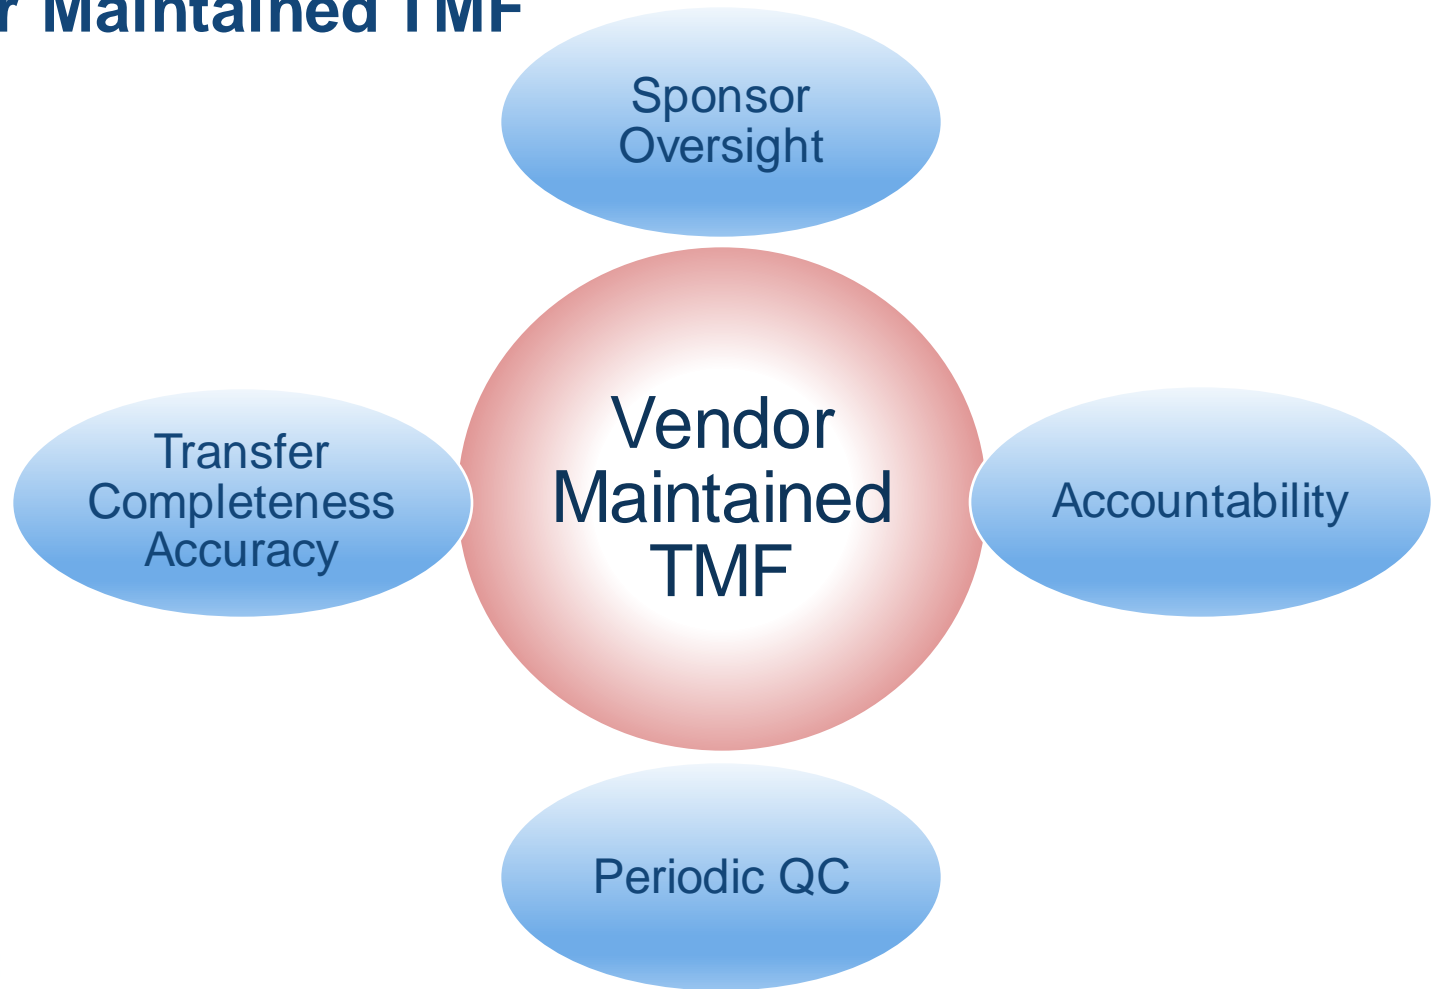 r Maintained TMF
Sponsor
Oversight
Vendor
Maintained
TMF
Transfer
Completeness
Accuracy
Accountability
Periodic QC